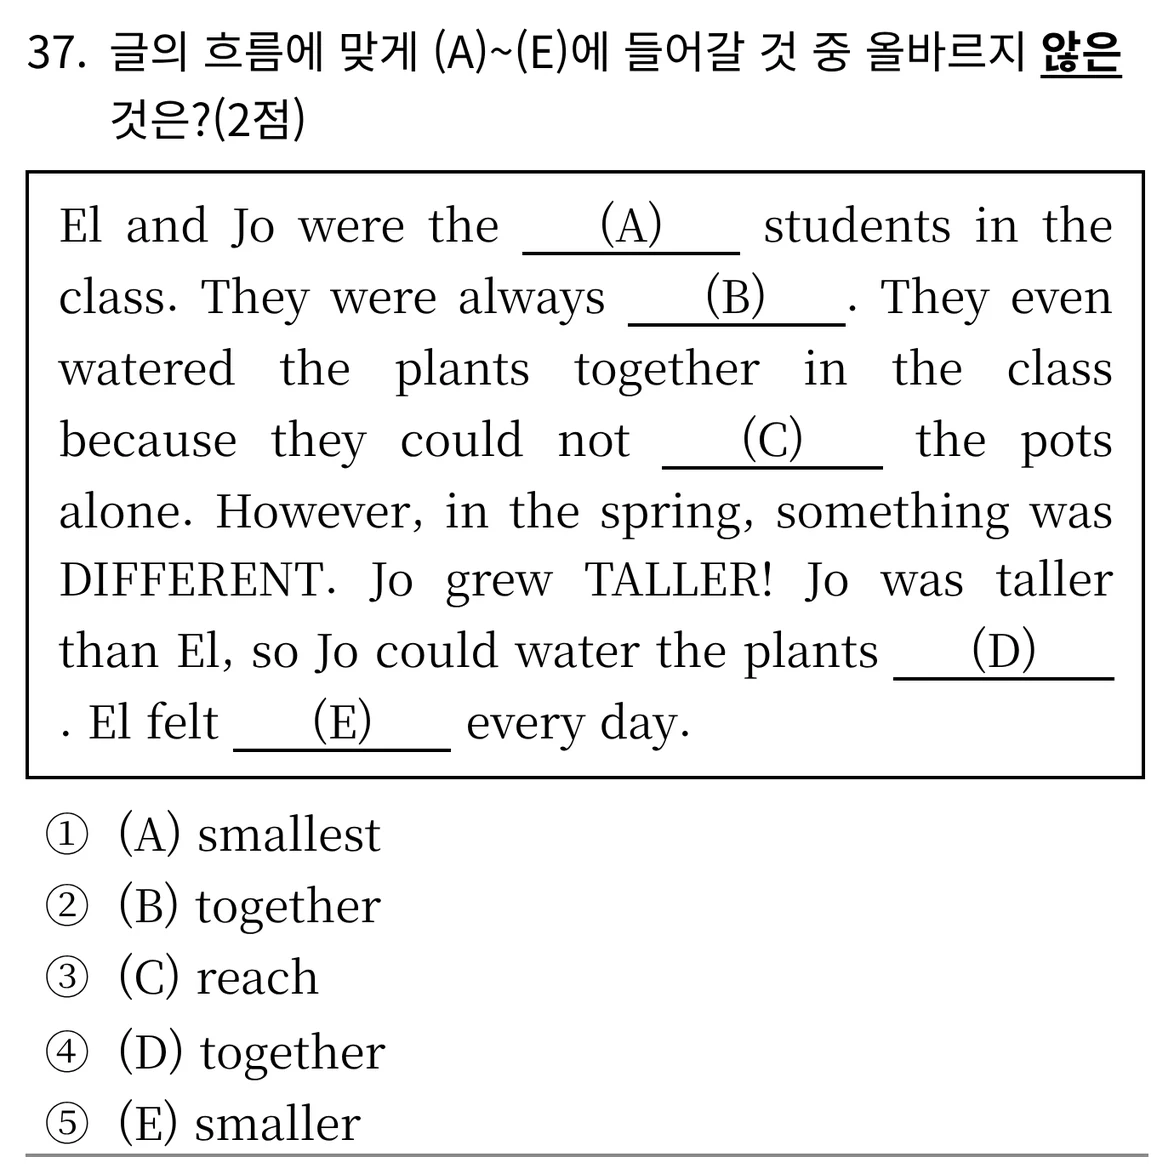 37. 글의 흐름에 맞게 (A)~(E)에 들어갈 것 중 올바르지 않은
것은?(2점)
El and Jo were the (A) students in the
class. They were always (B) . They even
watered the plants together in the class
because they could not (C) the pots
alone. However, in the spring, something was
DIFFERENT. Jo grew TALLER! Jo was taller
than El, so Jo could water the plants (D)
. El felt (E) every day.
① (A) smallest
② (B) together
③ (C) reach
④ (D) together
⑤ (E) smaller